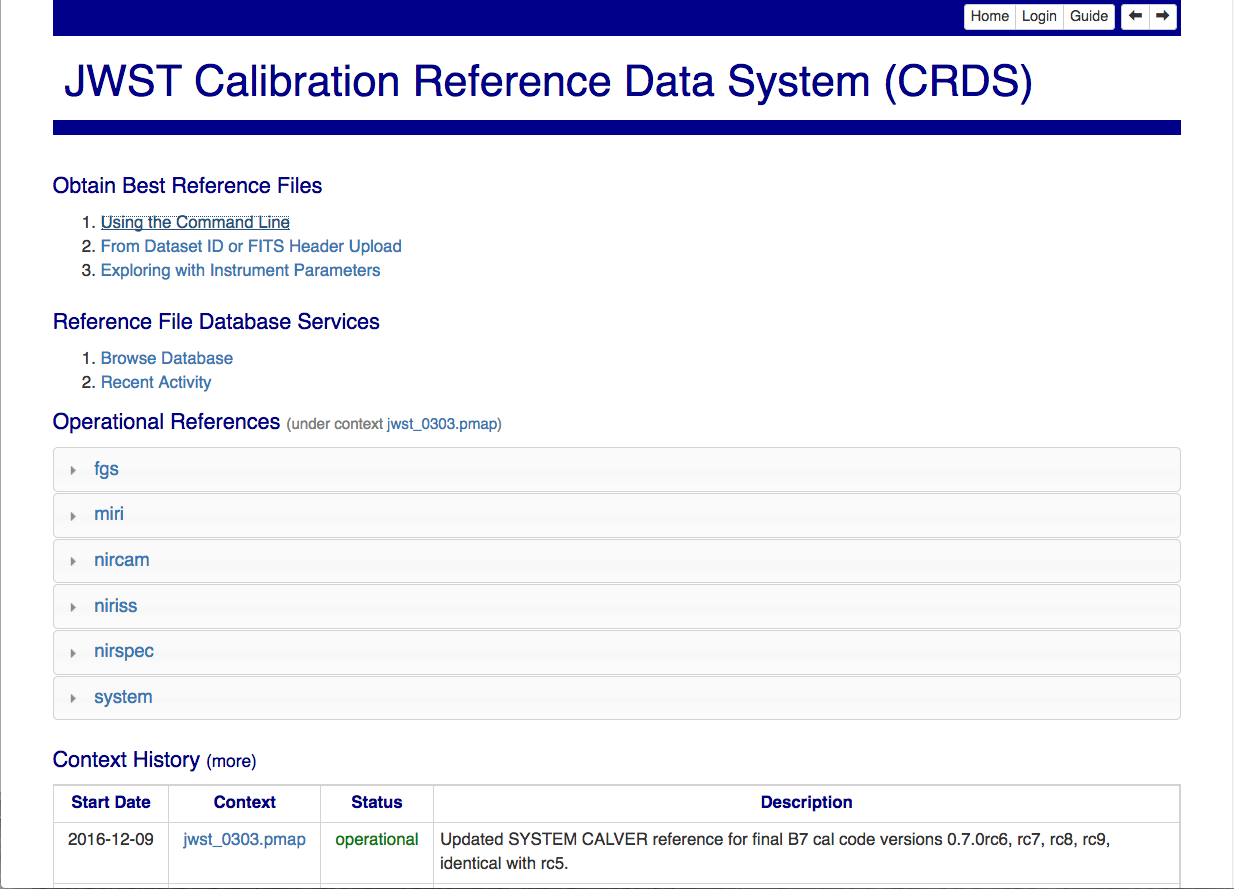 Home Login Guide
JWST Calibration Reference Data System (CRDS)
Obtain Best Reference Files
1. Using the Command Line
2. From Dataset ID or FITS Header Upload
3. Exploring with Instrument Parameters
Reference File Database Services
1. Browse Database
2. Recent Activity
Operational References (under context jwst_0303.pmap)
fgs
miri
nircam
niriss
nirspec
system
Context History (more)
Start Date Context Status Description
2016-12-09 jwst_0303.pmap operational Updated SYSTEM CALVER reference for final B7 cal code versions 0.7.0rc6, rc7, rc8, rc9,
identical with rc5.